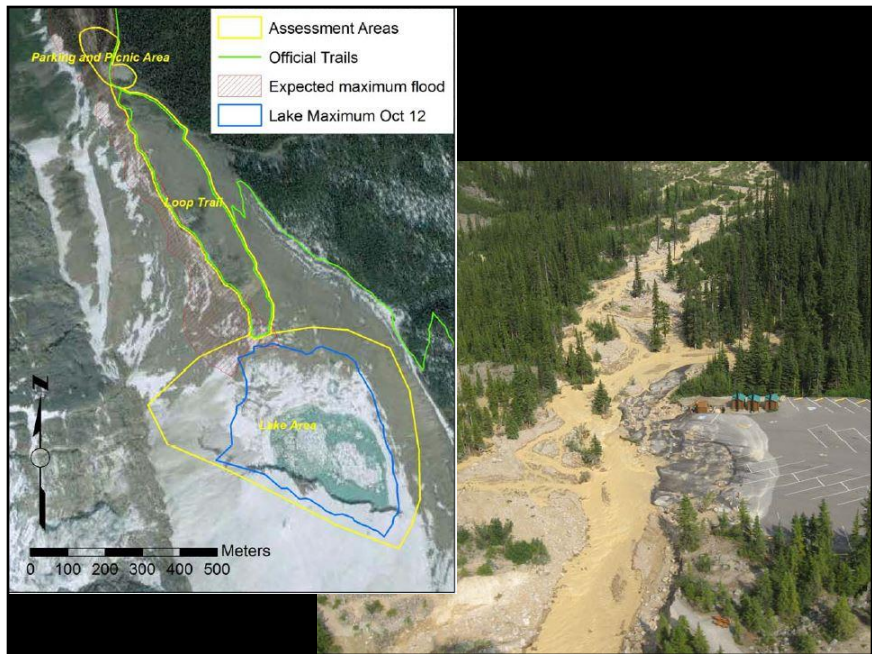 Assessment Areas
Official Trails
Expected maximum flood
Lake Maximum Oct 12
Parking and Picnic Area
Loop Trail
Lake Area
Z
Meters
0 100 200 300 400 500